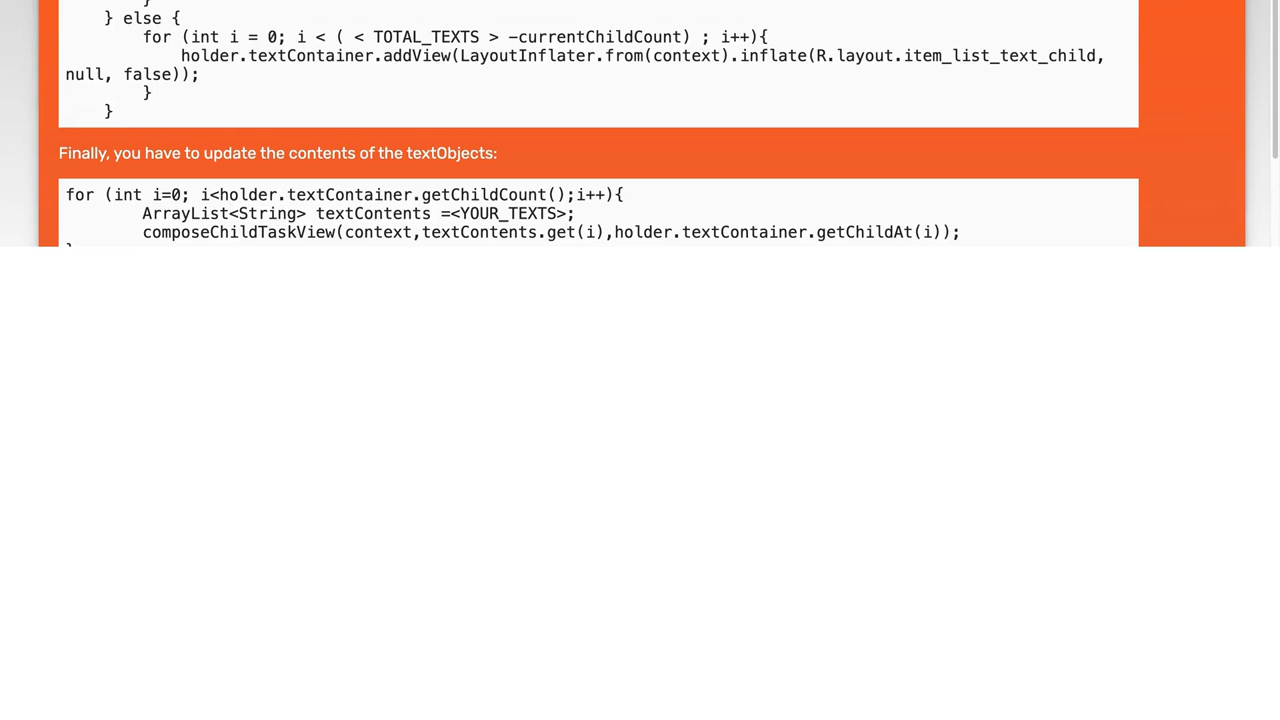 }
} else {
for (int i = 0; i < ( < TOTAL_TEXTS > -currentChildCount) ; i++){
holder.textContainer.addView(LayoutInflater.from(context).inflate(R.layout.item_list_text_child,
null, false));
}
}
Finally, you have to update the contents of the textObjects:
for (int i=0; i<holder.textContainer.getChildCount();i++){
ArrayList<String> textContents =<YOUR_TEXTS>;
composeChildTaskView(context,textContents.get(i),holder.textContainer.getChildAt(i));
}